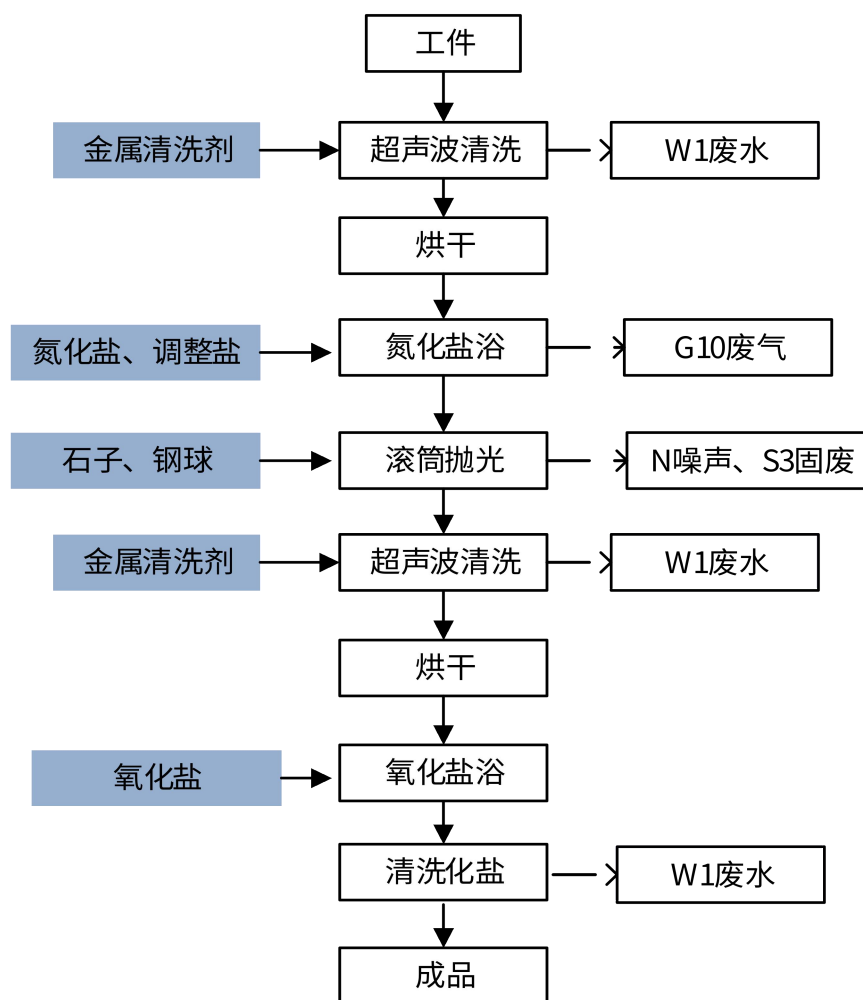 工件
金属清洗剂
超声波清洗
W1废水
烘干
氮化盐、调整盐
氮化盐浴
G10废气
石子、钢球
滚筒抛光
N噪声、S3固废
金属清洗剂
超声波清洗
W1废水
烘干
氧化盐
氧化盐浴
清洗化盐
W1废水
成品